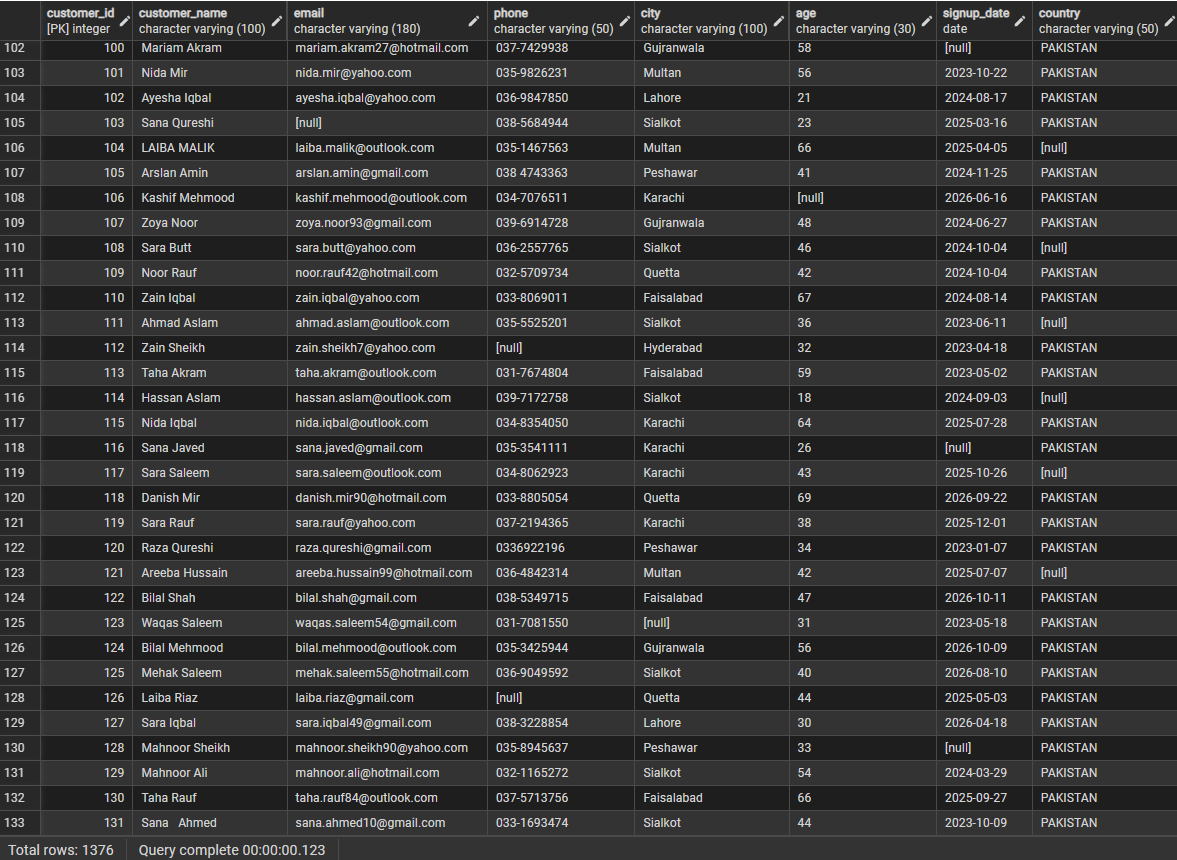 customer_id customer_name email phone city age signup_date country
[PK] integer character varying (100) character varying (180) character varying (50) character varying (100) character varying (30) date character varying (50)
102 100 Mariam Akram mariam.akram27@hotmail.com 037-7429938 Gujranwala 58 [null] PAKISTAN
103 101 Nida Mir nida.mir@yahoo.com 035-9826231 Multan 56 2023-10-22 PAKISTAN
104 102 Ayesha Iqbal ayesha.iqbal@yahoo.com 036-9847850 Lahore 21 2024-08-17 PAKISTAN
105 103 Sana Qureshi [null] 038-5684944 Sialkot 23 2025-03-16 PAKISTAN
106 104 LAIBA MALIK laiba.malik@outlook.com 035-1467563 Multan 66 2025-04-05 [null]
107 105 Arslan Amin arslan.amin@gmail.com 038 4743363 Peshawar 41 2024-11-25 PAKISTAN
108 106 Kashif Mehmood kashif.mehmood@outlook.com 034-7076511 Karachi [null] 2026-06-16 PAKISTAN
109 107 Zoya Noor zoya.noor93@gmail.com 039-6914728 Gujranwala 48 2024-06-27 PAKISTAN
110 108 Sara Butt sara.butt@yahoo.com 036-2557765 Sialkot 46 2024-10-04 [null]
111 109 Noor Rauf noor.rauf42@hotmail.com 032-5709734 Quetta 42 2024-10-04 PAKISTAN
112 110 Zain Iqbal zain.iqbal@yahoo.com 033-8069011 Faisalabad 67 2024-08-14 PAKISTAN
113 111 Ahmad Aslam ahmad.aslam@outlook.com 035-5525201 Sialkot 36 2023-06-11 [null]
114 112 Zain Sheikh zain.sheikh7@yahoo.com [null] Hyderabad 32 2023-04-18 PAKISTAN
115 113 Taha Akram taha.akram@outlook.com 031-7674804 Faisalabad 59 2023-05-02 PAKISTAN
116 114 Hassan Aslam hassan.aslam@outlook.com 039-7172758 Sialkot 18 2024-09-03 [null]
117 115 Nida Iqbal nida.iqbal@outlook.com 034-8354050 Karachi 64 2025-07-28 PAKISTAN
118 116 Sana Javed sana.javed@gmail.com 035-3541111 Karachi 26 [null] PAKISTAN
119 117 Sara Saleem sara.saleem@outlook.com 034-8062923 Karachi 43 2025-10-26 [null]
120 118 Danish Mir danish.mir90@hotmail.com 033-8805054 Quetta 69 2026-09-22 PAKISTAN
121 119 Sara Rauf sara.rauf@yahoo.com 037-2194365 Karachi 38 2025-12-01 PAKISTAN
122 120 Raza Qureshi raza.qureshi@gmail.com 0336922196 Peshawar 34 2023-01-07 PAKISTAN
123 121 Areeba Hussain areeba.hussain99@hotmail.com 036-4842314 Multan 42 2025-07-07 [null]
124 122 Bilal Shah bilal.shah@gmail.com 038-5349715 Faisalabad 47 2026-10-11 PAKISTAN
125 123 Waqas Saleem waqas.saleem54@gmail.com 031-7081550 [null] 31 2023-05-18 PAKISTAN
126 124 Bilal Mehmood bilal.mehmood@outlook.com 035-3425944 Gujranwala 56 2026-10-09 PAKISTAN
127 125 Mehak Saleem mehak.saleem55@hotmail.com 036-9049592 Sialkot 40 2026-08-10 PAKISTAN
128 126 Laiba Riaz laiba.riaz@gmail.com [null] Quetta 44 2025-05-03 PAKISTAN
129 127 Sara Iqbal sara.iqbal49@gmail.com 038-3228854 Lahore 30 2026-04-18 PAKISTAN
130 128 Mahnoor Sheikh mahnoor.sheikh90@yahoo.com 035-8945637 Peshawar 33 [null] PAKISTAN
131 129 Mahnoor Ali mahnoor.ali@hotmail.com 032-1165272 Sialkot 54 2024-03-29 PAKISTAN
132 130 Taha Rauf taha.rauf84@outlook.com 037-5713756 Faisalabad 66 2025-09-27 PAKISTAN
133 131 Sana   Ahmed sana.ahmed10@gmail.com 033-1693474 Sialkot 44 2023-10-09 PAKISTAN
Total rows: 1376 Query complete 00:00:00.123